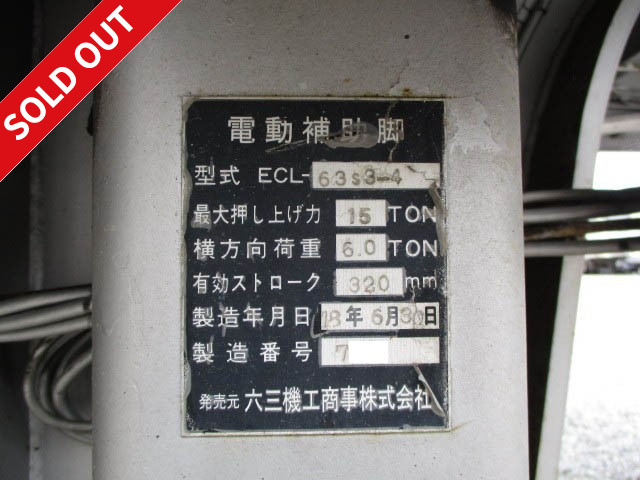 SOLD OUT
電動補助脚
型式 ECL-63s3-4
最大押し上げ力 15 TON
横方向荷重 6.0 TON
有効ストローク 320 mm
製造年月日 18年 6月30日
製造番号 7
発売元 六三機工商事株式会社